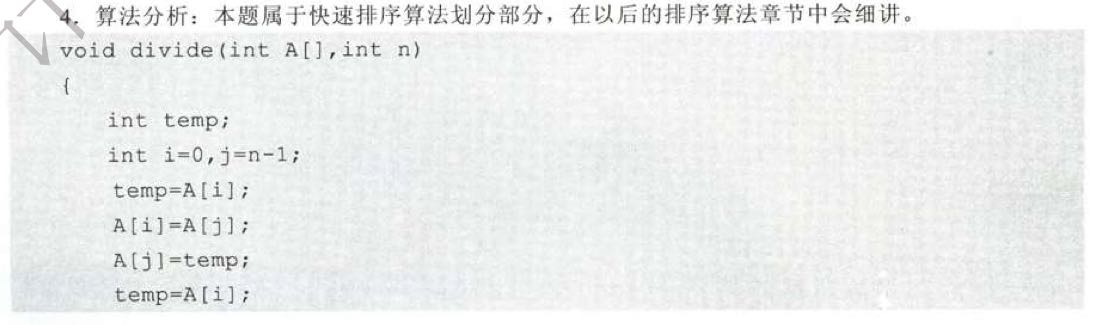 4. 算法分析：本题属于快速排序算法划分部分，在以后的排序算法章节中会细讲。
void divide(int A[],int n)
{
int temp;
int i=0,j=n-1;
temp=A[i];
A[i]=A[j];
A[j]=temp;
temp=A[i];